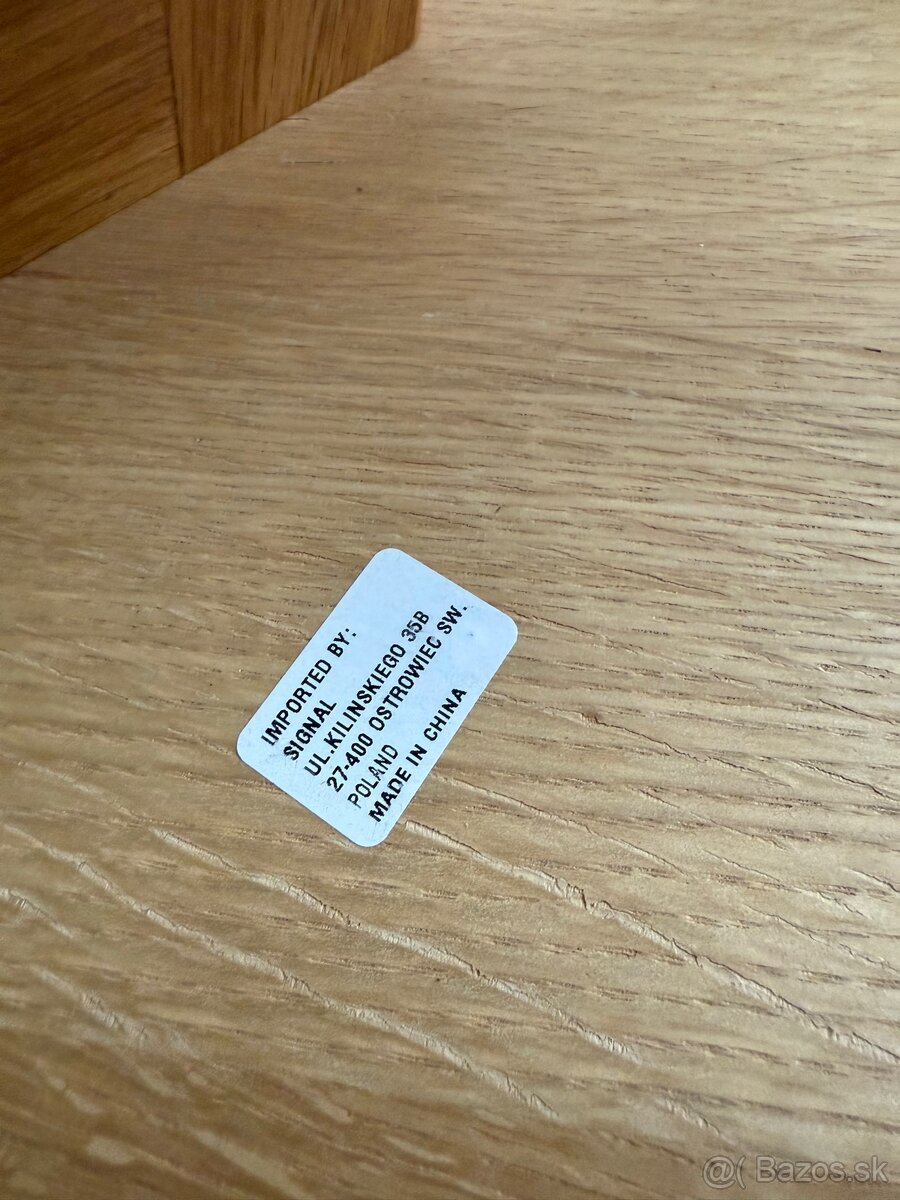 IMPORTED BY:
SIGNAL
UL.KILINSKIEGO 35B
27-400 OSTROWIEC SW.
POLAND
MADE IN CHINA
@( Bazos.sk